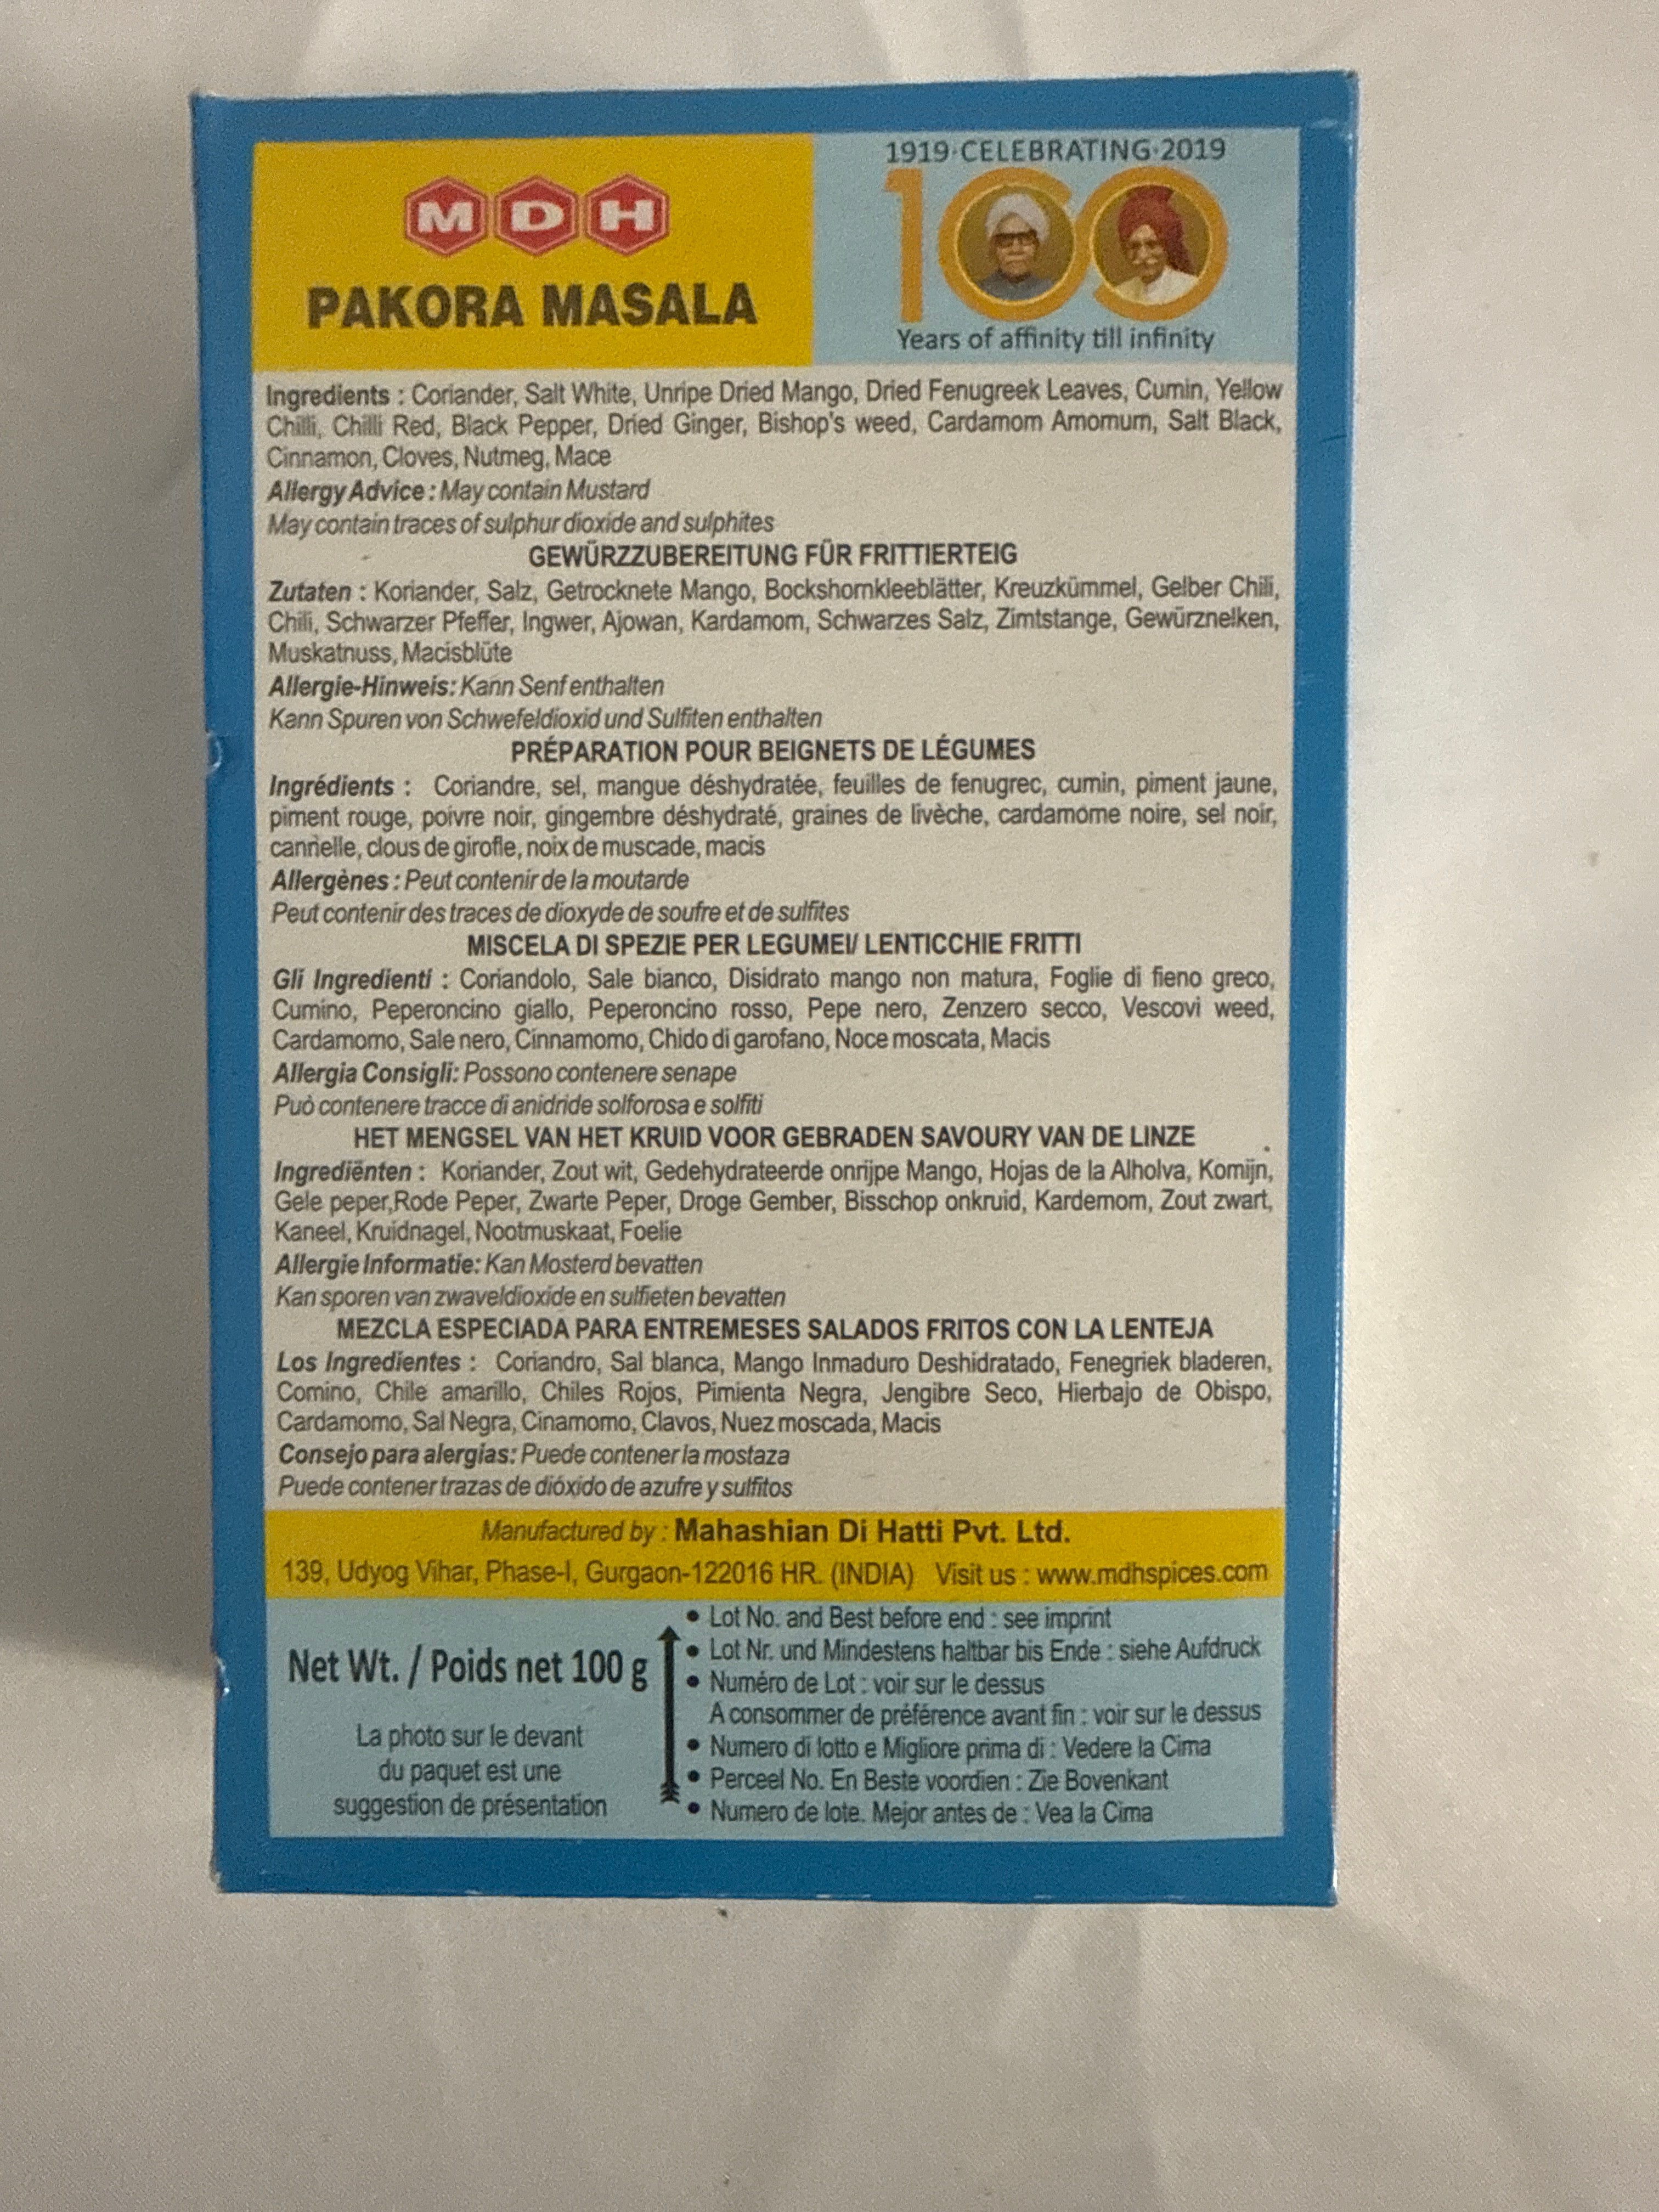 MDH
PAKORA MASALA
1919·CELEBRATING·2019
100
Years of affinity till infinity
Ingredients : Coriander, Salt White, Unripe Dried Mango, Dried Fenugreek Leaves, Cumin, Yellow
Chilli, Chilli Red, Black Pepper, Dried Ginger, Bishop's weed, Cardamom Amomum, Salt Black,
Cinnamon, Cloves, Nutmeg, Mace
Allergy Advice : May contain Mustard
May contain traces of sulphur dioxide and sulphites
GEWÜRZZUBEREITUNG FÜR FRITTIERTEIG
Zutaten : Koriander, Salz, Getrocknete Mango, Bockshornkleeblätter, Kreuzkümmel, Gelber Chili,
Chili, Schwarzer Pfeffer, Ingwer, Ajowan, Kardamom, Schwarzes Salz, Zimtstange, Gewürznelken,
Muskatnuss, Macisblüte
Allergie-Hinweis: Kann Senf enthalten
Kann Spuren von Schwefeldioxid und Sulfiten enthalten
PRÉPARATION POUR BEIGNETS DE LÉGUMES
Ingrédients : Coriandre, sel, mangue déshydratée, feuilles de fenugrec, cumin, piment jaune,
piment rouge, poivre noir, gingembre déshydraté, graines de livèche, cardamome noire, sel noir,
cannelle, clous de girofle, noix de muscade, macis
Allergènes : Peut contenir de la moutarde
Peut contenir des traces de dioxyde de soufre et de sulfites
MISCELA DI SPEZIE PER LEGUMEI/ LENTICCHIE FRITTI
Gli Ingredienti : Coriandolo, Sale bianco, Disidrato mango non matura, Foglie di fieno greco,
Cumino, Peperoncino giallo, Peperoncino rosso, Pepe nero, Zenzero secco, Vescovi weed,
Cardamomo, Sale nero, Cinnamomo, Chido di garofano, Noce moscata, Macis
Allergia Consigli: Possono contenere senape
Può contenere tracce di anidride solforosa e solfiti
HET MENGSEL VAN HET KRUID VOOR GEBRADEN SAVOURY VAN DE LINZE
Ingrediënten : Koriander, Zout wit, Gedehydrateerde onrijpe Mango, Hojas de la Alholva, Komijn,
Gele peper,Rode Peper, Zwarte Peper, Droge Gember, Bisschop onkruid, Kardemom, Zout zwart,
Kaneel, Kruidnagel, Nootmuskaat, Foelie
Allergie Informatie: Kan Mosterd bevatten
Kan sporen van zwaveldioxide en sulfieten bevatten
MEZCLA ESPECIADA PARA ENTREMESES SALADOS FRITOS CON LA LENTEJA
Los Ingredientes : Coriandro, Sal blanca, Mango Inmaduro Deshidratado, Fenegriek bladeren,
Comino, Chile amarillo, Chiles Rojos, Pimienta Negra, Jengibre Seco, Hierbajo de Obispo,
Cardamomo, Sal Negra, Cinamomo, Clavos, Nuez moscada, Macis
Consejo para alergias: Puede contener la mostaza
Puede contener trazas de dióxido de azufre y sulfitos
Manufactured by : Mahashian Di Hatti Pvt. Ltd.
139, Udyog Vihar, Phase-I, Gurgaon-122016 HR. (INDIA) Visit us : www.mdhspices.com
Net Wt. / Poids net 100 g
La photo sur le devant
du paquet est une
suggestion de présentation
• Lot No. and Best before end : see imprint
• Lot Nr. und Mindestens haltbar bis Ende : siehe Aufdruck
• Numéro de Lot : voir sur le dessus
A consommer de préférence avant fin : voir sur le dessus
• Numero di lotto e Migliore prima di : Vedere la Cima
• Perceel No. En Beste voordien : Zie Bovenkant
• Numero de lote. Mejor antes de : Vea la Cima